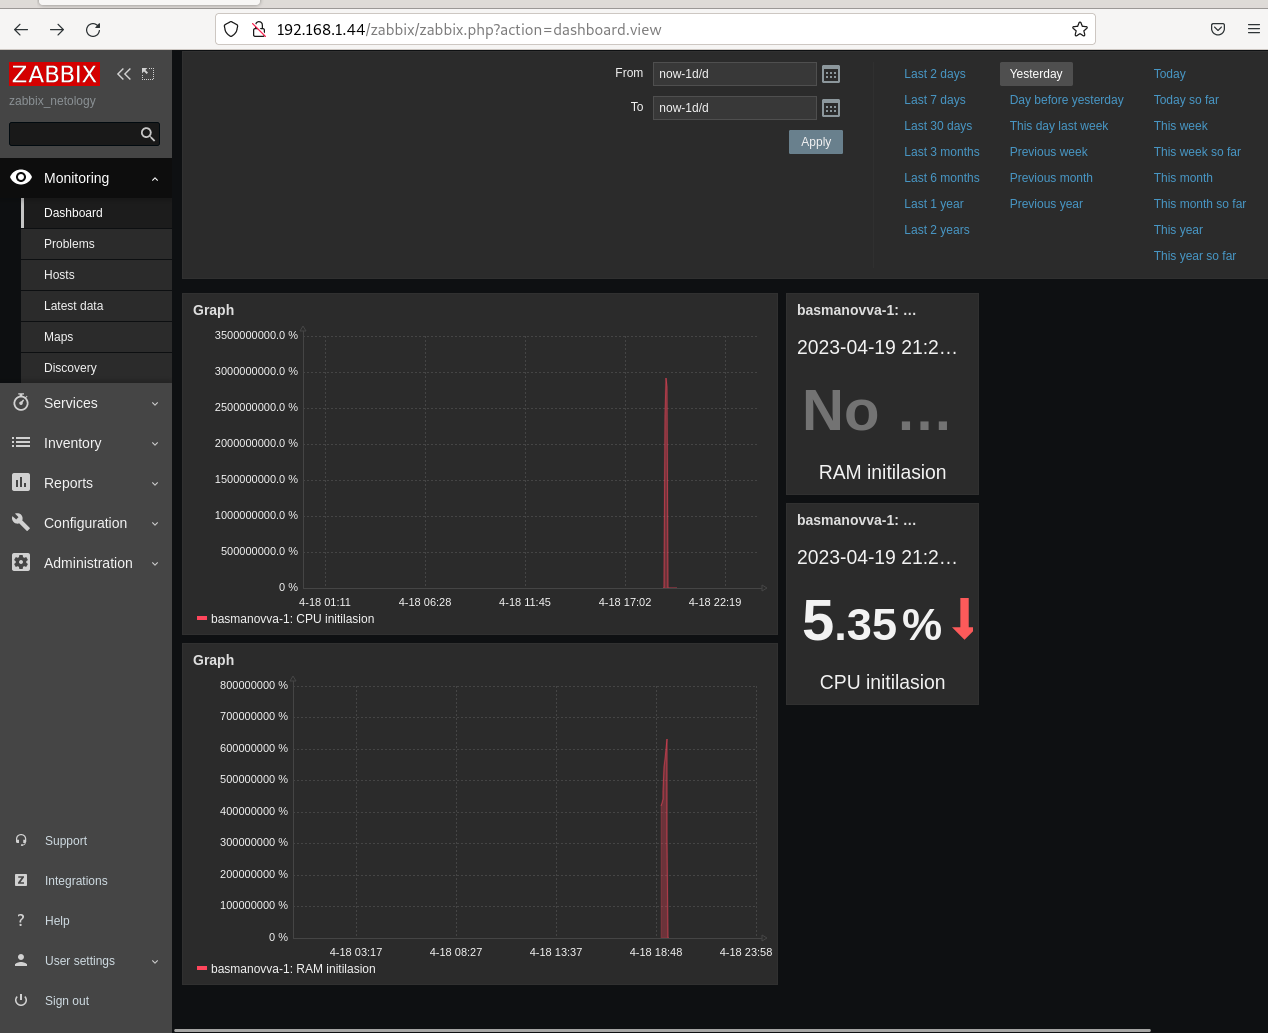 192.168.1.44/zabbix/zabbix.php?action=dashboard.view
ZABBIX
zabbix_netology
Monitoring
Dashboard
Problems
Hosts
Latest data
Maps
Discovery
Services
Inventory
Reports
Configuration
Administration
Support
Z
Integrations
?
Help
User settings
Sign out
From
now-1d/d
To
now-1d/d
Apply
Last 2 days
Last 7 days
Last 30 days
Last 3 months
Last 6 months
Last 1 year
Last 2 years
Yesterday
Day before yesterday
This day last week
Previous week
Previous month
Previous year
Today
Today so far
This week
This week so far
This month
This month so far
This year
This year so far
Graph
3500000000.0 %
3000000000.0 %
2500000000.0 %
2000000000.0 %
1500000000.0 %
1000000000.0 %
500000000.0 %
0 %
4-18 01:11 4-18 06:28 4-18 11:45 4-18 17:02 4-18 22:19
basmanovva-1: CPU initilasion
Graph
800000000 %
700000000 %
600000000 %
500000000 %
400000000 %
300000000 %
200000000 %
100000000 %
0 %
4-18 03:17 4-18 08:27 4-18 13:37 4-18 18:48 4-18 23:58
basmanovva-1: RAM initilasion
basmanovva-1: …
2023-04-19 21:2…
No …
RAM initilasion
basmanovva-1: …
2023-04-19 21:2…
5.35 %
CPU initilasion